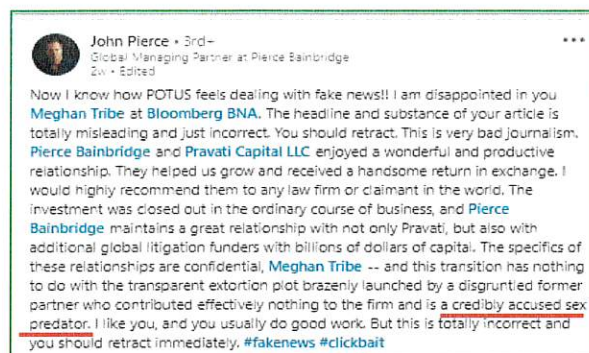 John Pierce • 3rd+
Global Managing Partner at Pierce Bainbridge
2w • Edited
Now I know how POTUS feels dealing with fake news!! I am disappointed in you
Meghan Tribe at Bloomberg BNA. The headline and substance of your article is
totally misleading and just incorrect. You should retract. This is very bad journalism.
Pierce Bainbridge and Pravati Capital LLC enjoyed a wonderful and productive
relationship. They helped us grow and received a handsome return in exchange. I
would highly recommend them to any law firm or claimant in the world. The
investment was closed out in the ordinary course of business, and Pierce
Bainbridge maintains a great relationship with not only Pravati, but also with
additional global litigation funders with billions of dollars of capital. The specifics of
these relationships are confidential, Meghan Tribe -- and this transition has nothing
to do with the transparent extortion plot brazenly launched by a disgruntled former
partner who contributed effectively nothing to the firm and is a credibly accused sex
predator. I like you, and you usually do good work. But this is totally incorrect and
you should retract immediately. #fakenews #clickbait